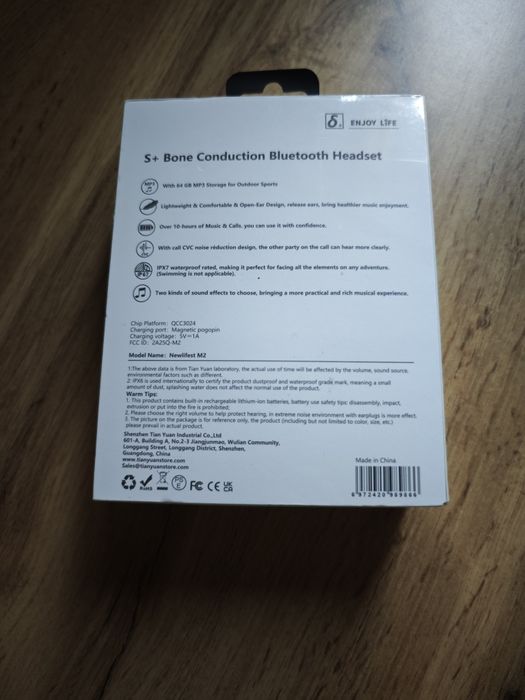 δ. ENJOY LIFE
S+ Bone Conduction Bluetooth Headset
MP3
With 64 GB MP3 Storage for Outdoor Sports
Lightweight & Comfortable & Open-Ear Design, release ears, bring healthier music enjoyment.
Over 10-hours of Music & Calls, you can use it with confidence.
With call CVC noise reduction design, the other party on the call can hear more clearly.
IPX7 waterproof rated, making it perfect for facing all the elements on any adventure.
(Swimming is not applicable).
Two kinds of sound effects to choose, bringing a more practical and rich musical experience.
Chip Platform: QCC3024
Charging port: Magnetic pogopin
Charging voltage: 5V⎓1A
FCC ID: 2A25Q-M2
Model Name: Newlifest M2
1.The above data is from Tian Yuan laboratory, the actual use of time will be affected by the volume, sound source,
environmental factors such as different.
2. IPX6 is used internationally to certify the product dustproof and waterproof grade mark, meaning a small
amount of dust, splashing water does not affect the normal use of the product.
Warm Tips:
1. This product contains built-in rechargeable lithium-ion batteries, battery use safety tips: disassembly, impact,
extrusion or put into the fire is prohibited;
2. Please choose the right volume to help protect hearing, in extreme noise environment with earplugs is more effect.
3. The picture on the package is for reference only, the product (including but not limited to color, size, etc.)
please prevail in actual product.
Shenzhen Tian Yuan Industrial Co.,Ltd
601-A, Building A, No.2-3 Jiangjunmao, Wulian Community,
Longgang Street, Longgang District, Shenzhen,
Guangdong, China
www.tianyuanstore.com
Sales@tianyuanstore.com
Made in China
RoHS PSE FC CE UKCA
6 972420 969866